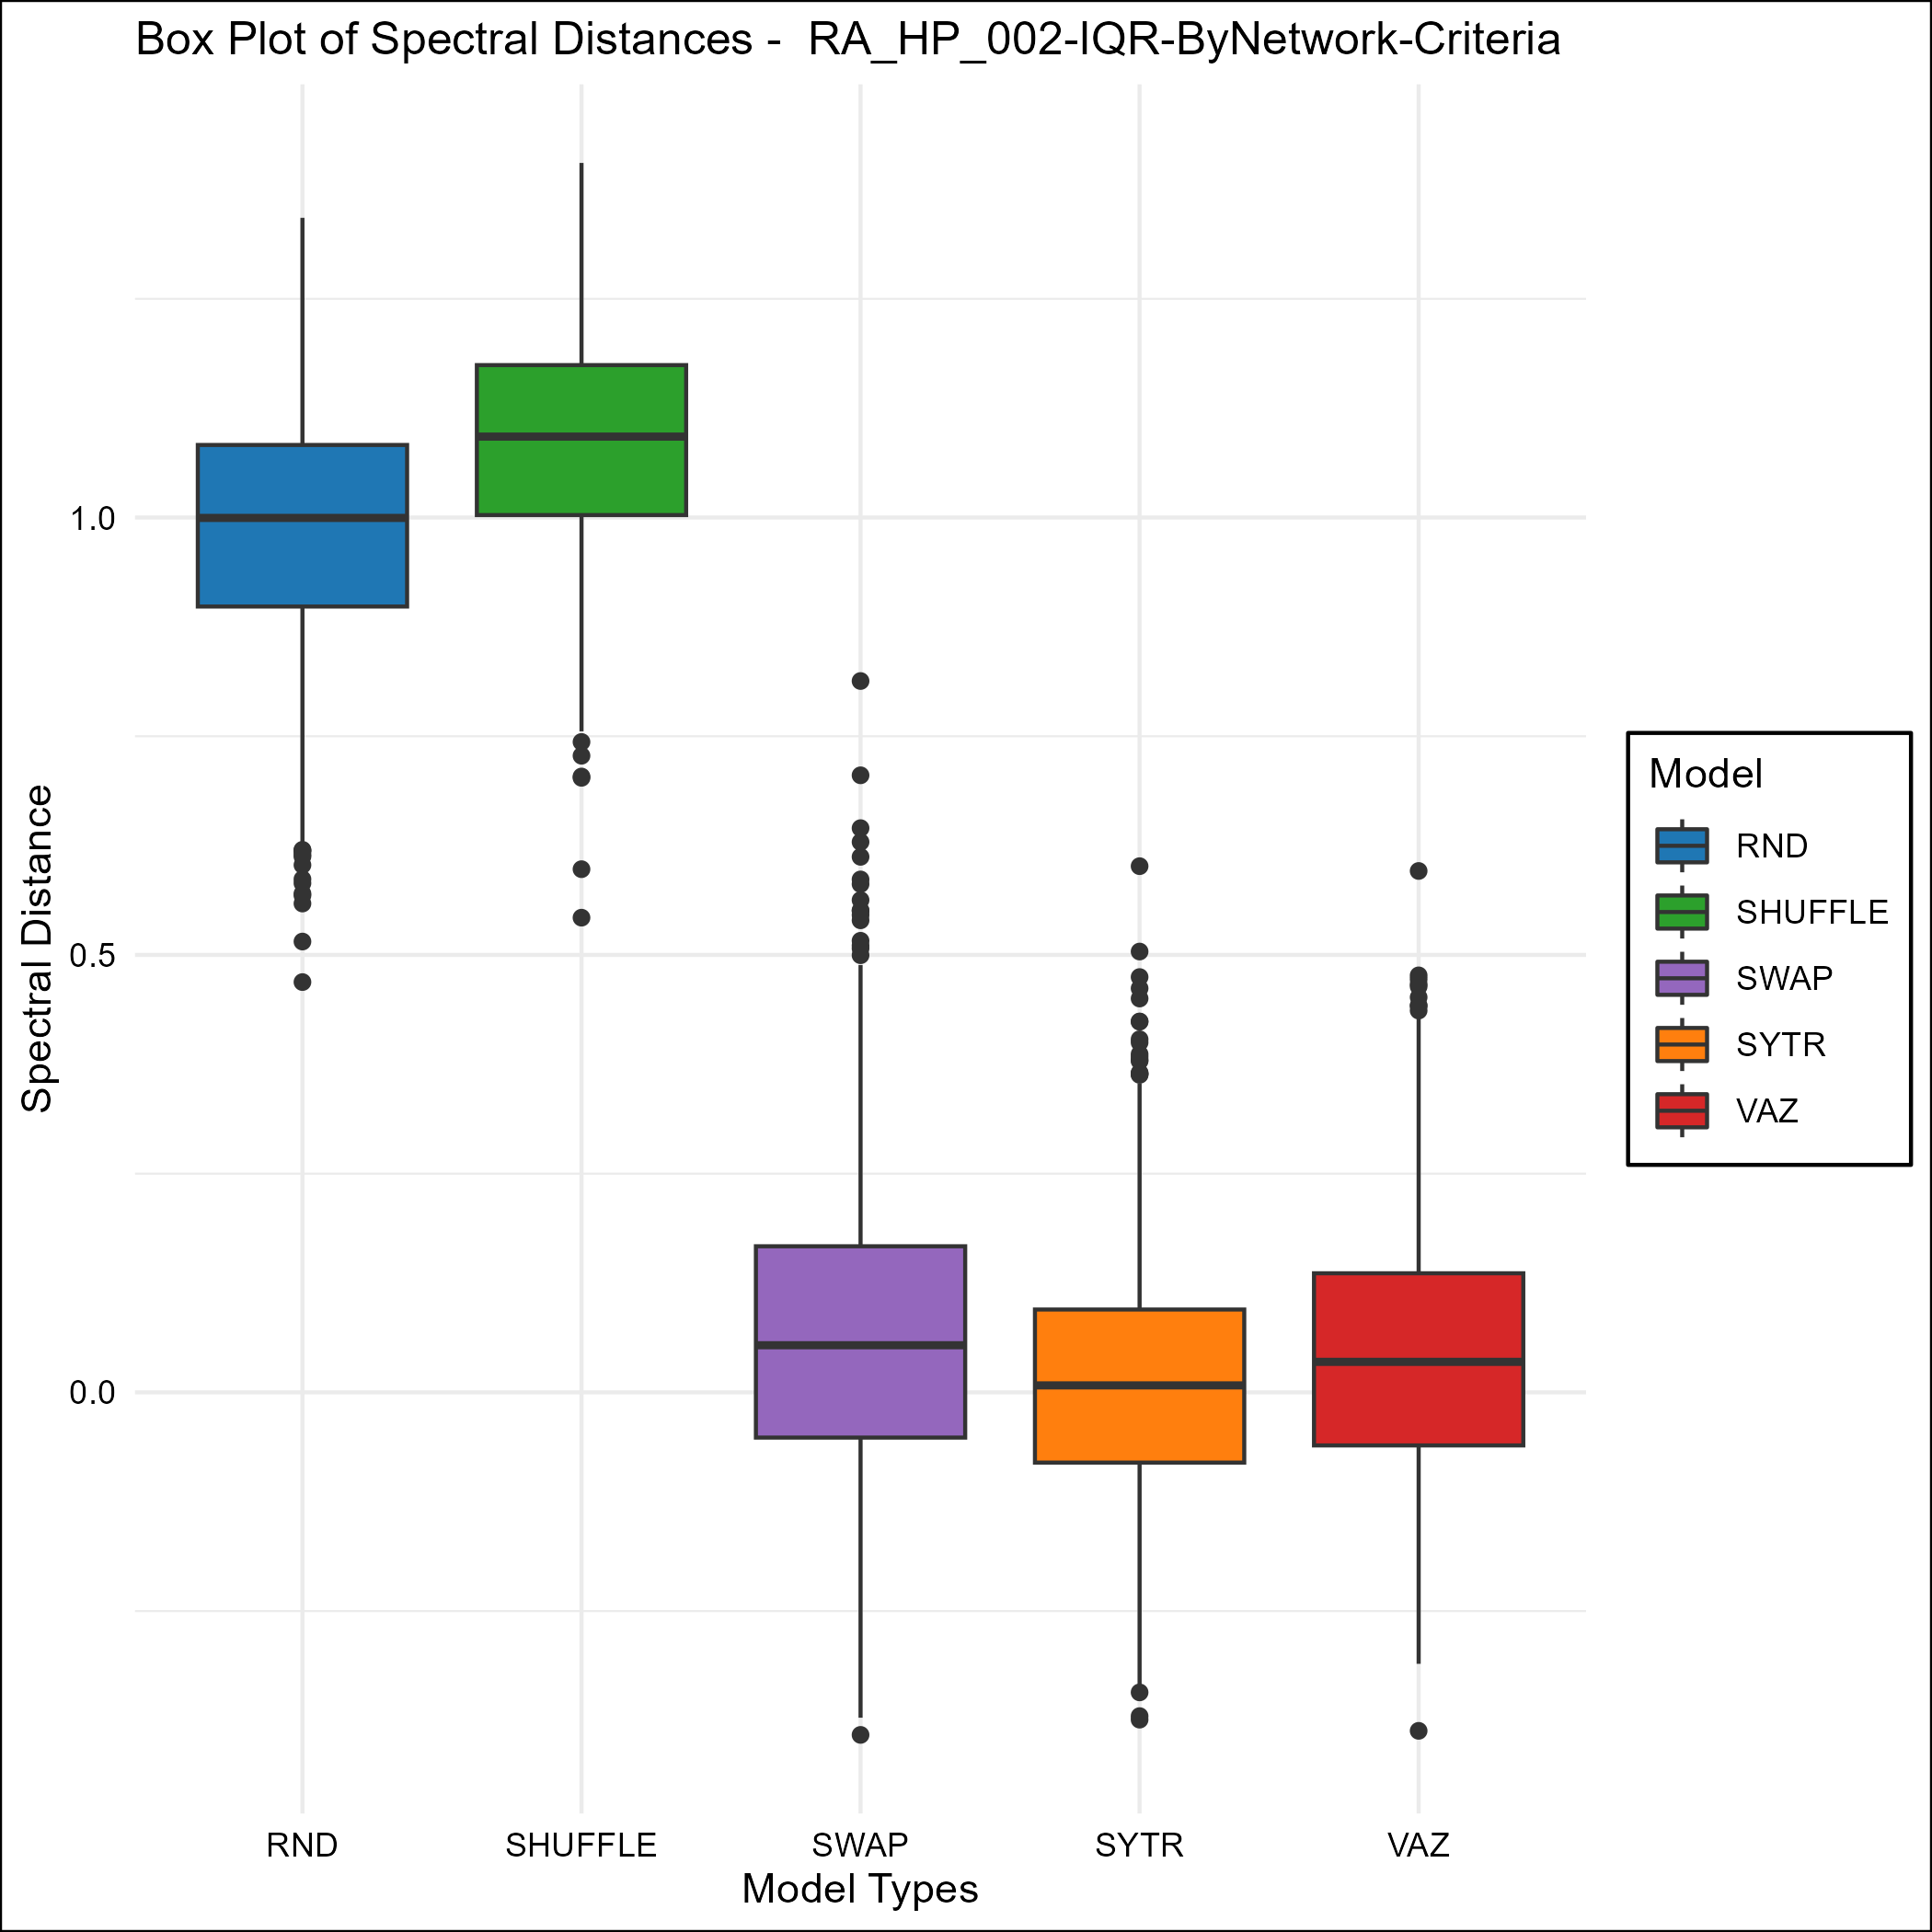 Box Plot of Spectral Distances -  RA_HP_002-IQR-ByNetwork-Criteria
Spectral Distance
1.0
0.5
0.0
RND
SHUFFLE
SWAP
SYTR
VAZ
Model Types
Model
RND
SHUFFLE
SWAP
SYTR
VAZ